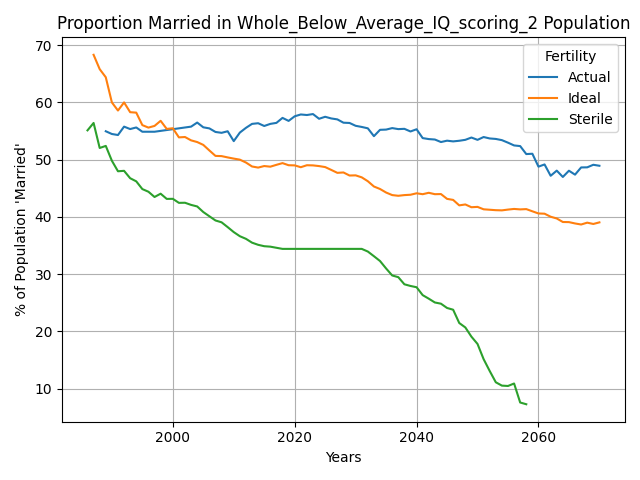 Proportion Married in Whole_Below_Average_IQ_scoring_2 Population
Fertility
Actual
Ideal
Sterile
% of Population 'Married'
70
60
50
40
30
20
10
2000
2020
2040
2060
Years